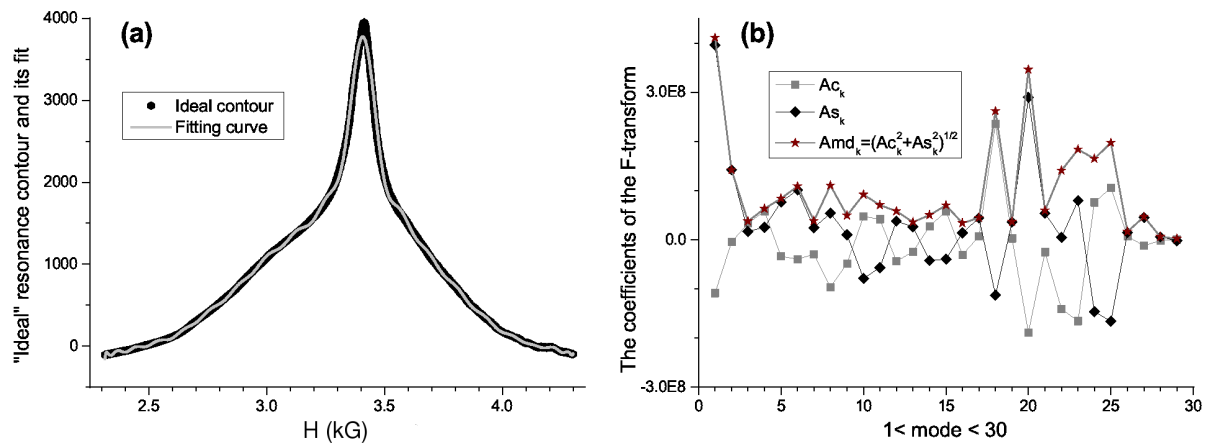 (a)
"Ideal" resonance contour and its fit
4000
3000
2000
1000
0
Ideal contour
Fitting curve
2.5 3.0 3.5 4.0
H (kG)
(b)
The coefficients of the F-transform
3.0E8
0.0
-3.0E8
Ac_k
As_k
Amd_k=(Ac_k^2+As_k^2)^1/2
0 5 10 15 20 25 30
1< mode < 30